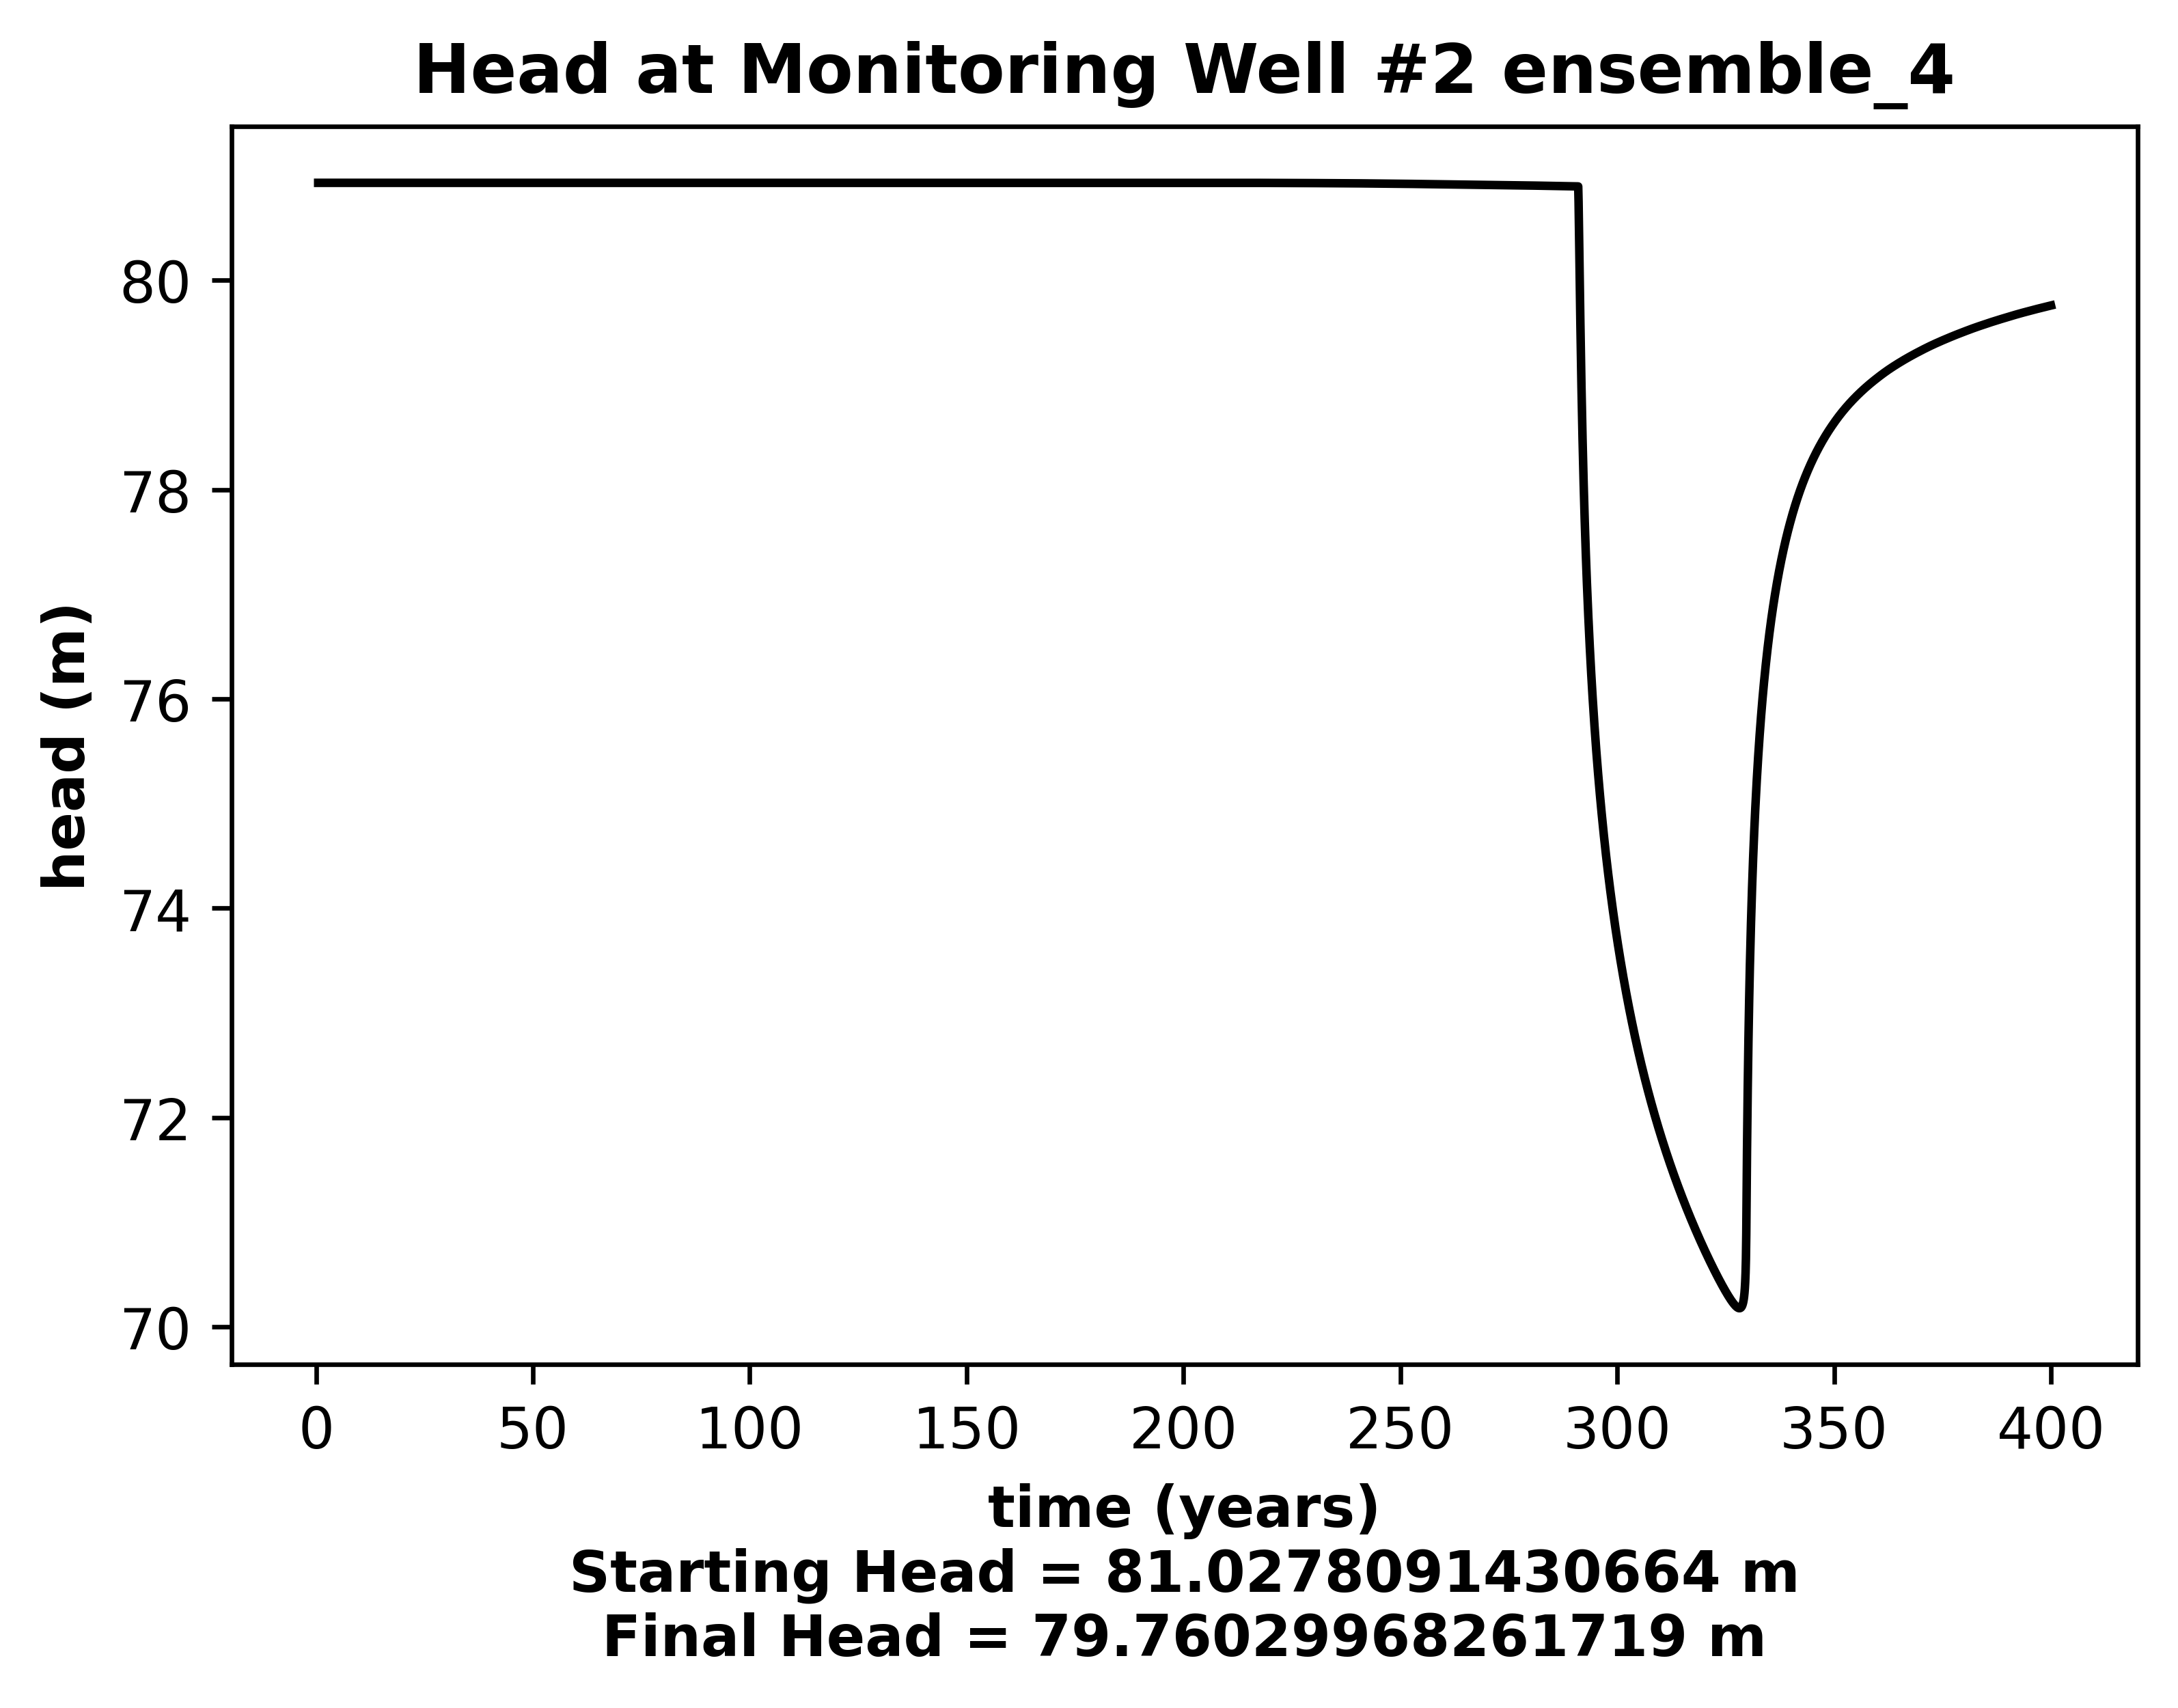 Head at Monitoring Well #2 ensemble_4
head (m)
80
78
76
74
72
70
0 50 100 150 200 250 300 350 400
time (years)
Starting Head = 81.0278091430664 m
Final Head = 79.76029968261719 m